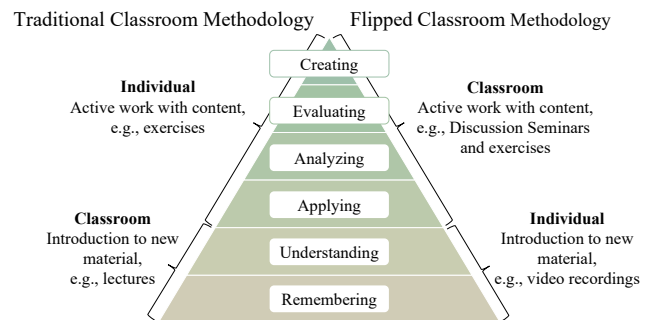 Traditional Classroom Methodology
Flipped Classroom Methodology
Individual
Active work with content,
e.g., exercises
Classroom
Introduction to new
material,
e.g., lectures
Creating
Evaluating
Analyzing
Applying
Understanding
Remembering
Classroom
Active work with content,
e.g., Discussion Seminars
and exercises
Individual
Introduction to new
material,
e.g., video recordings